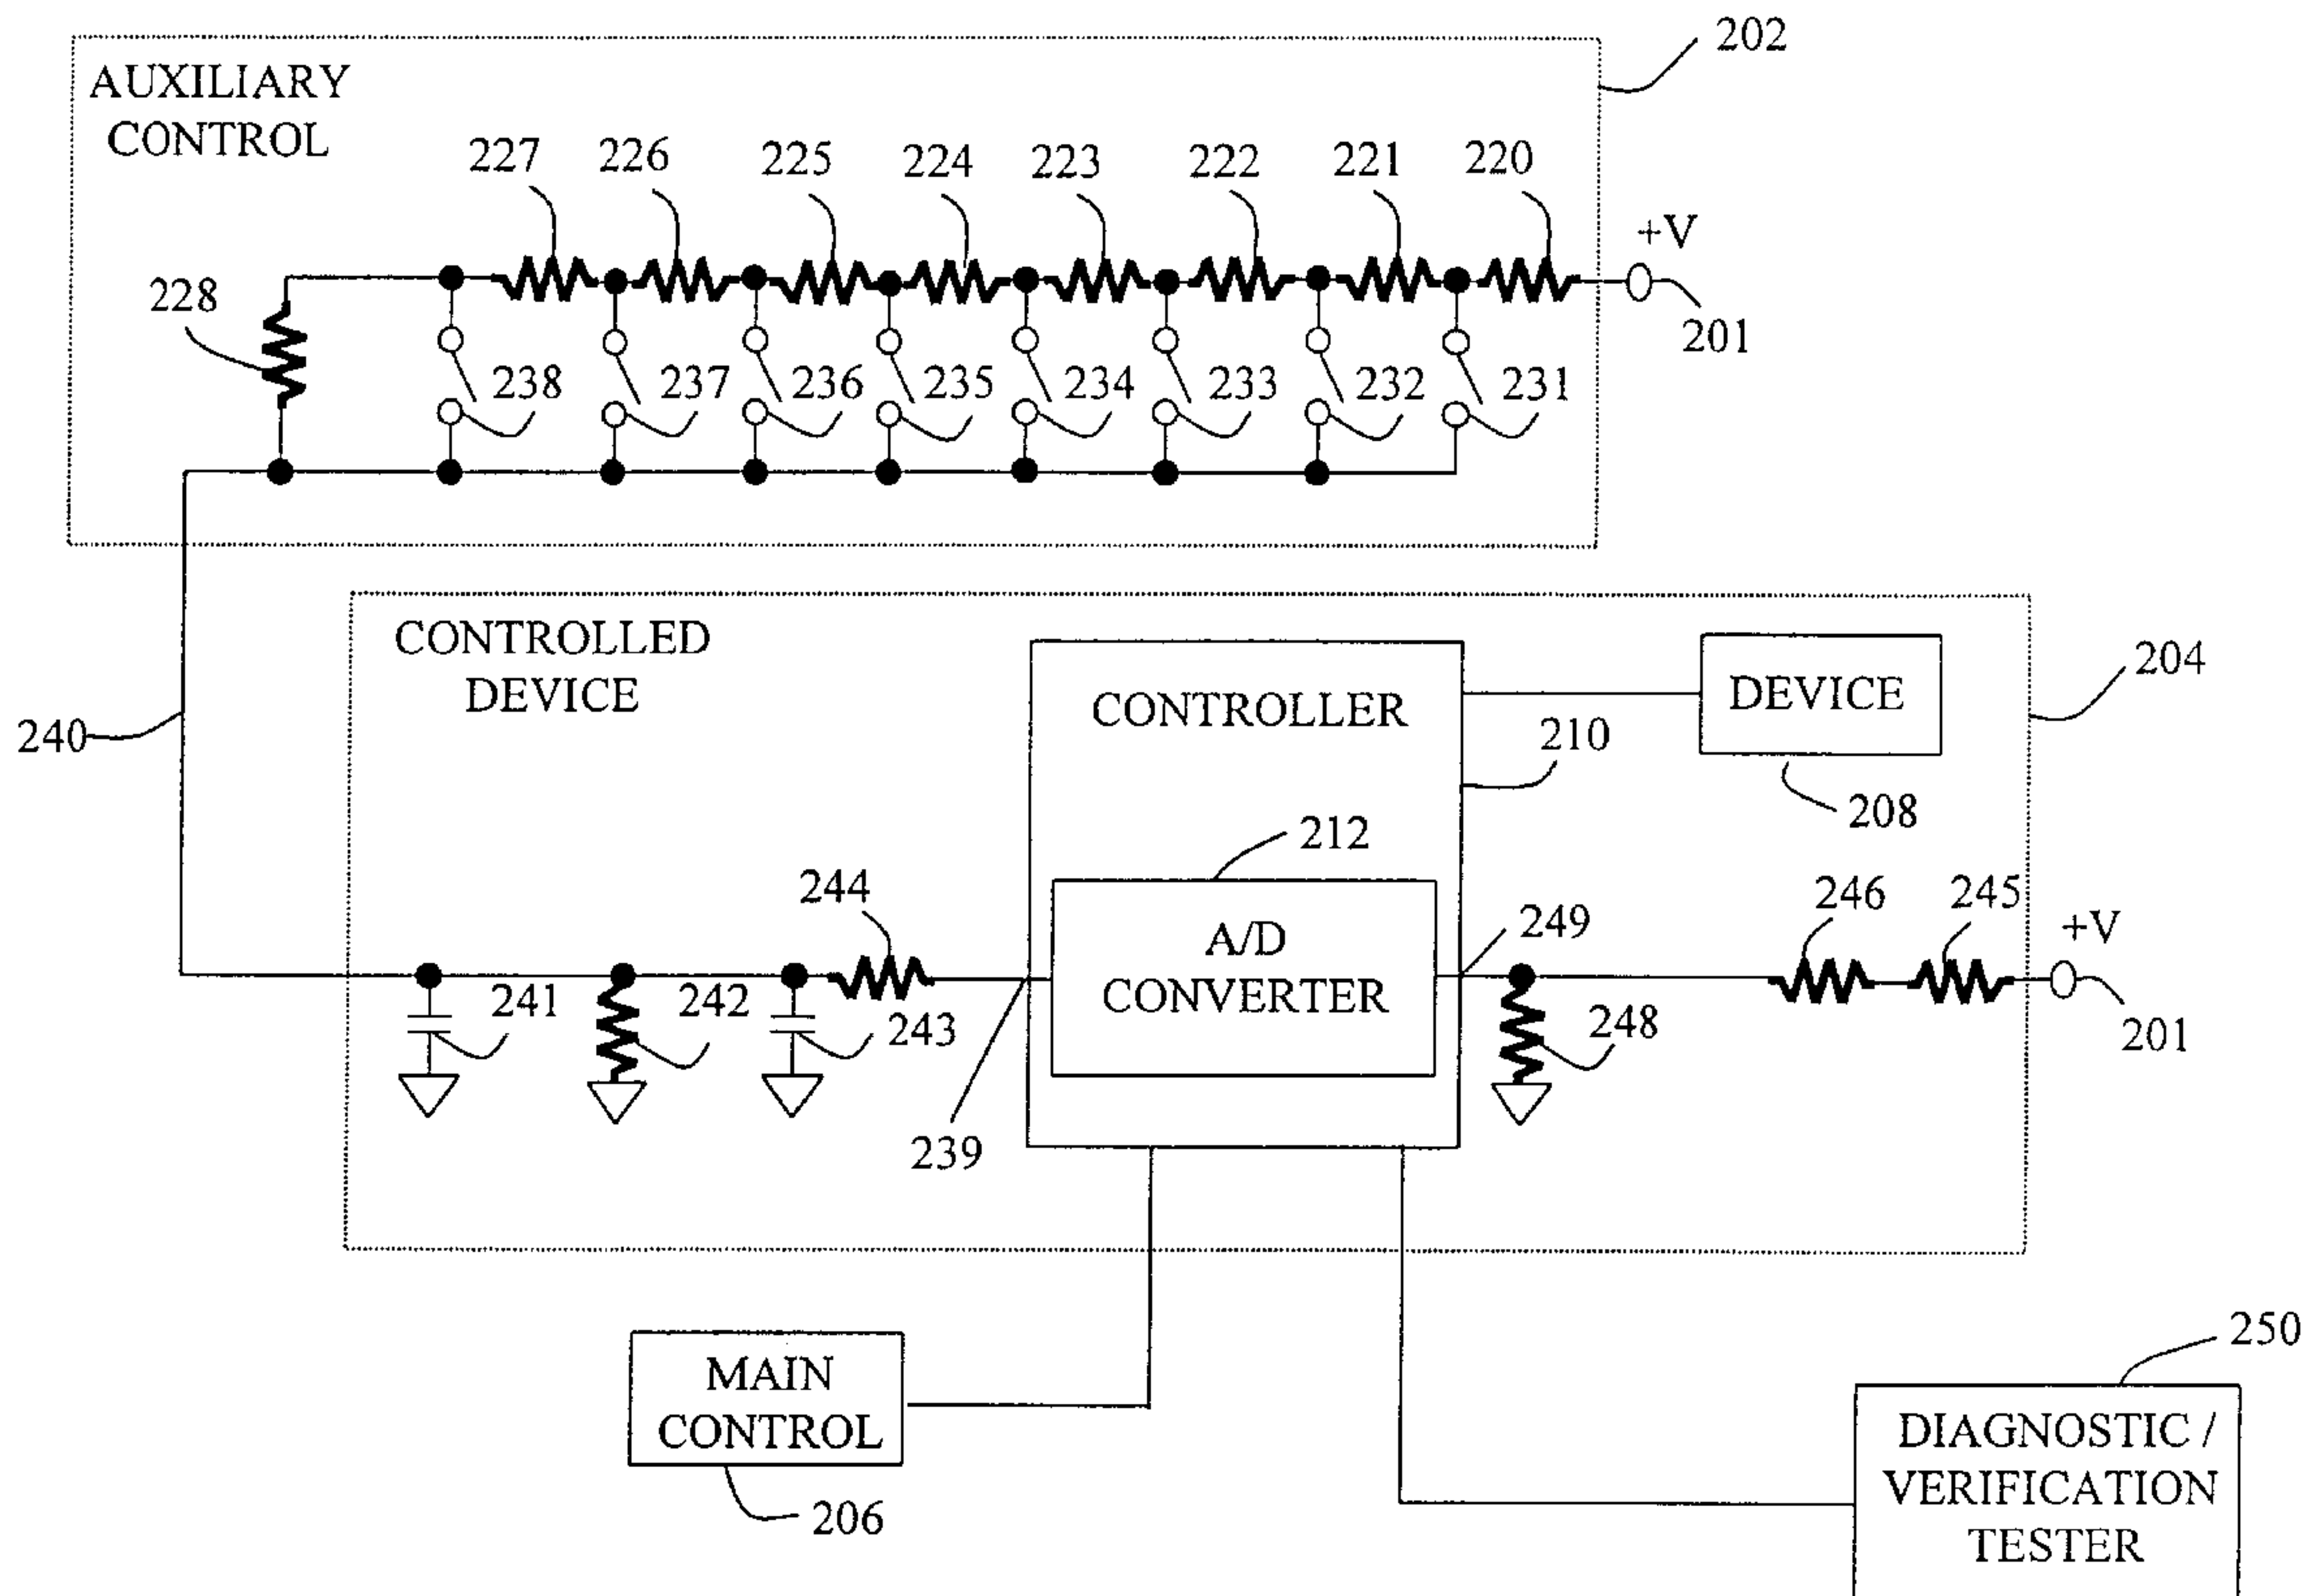 202
AUXILIARY
CONTROL
227 226 225 224 223 222 221 220
+V
228
201
238 237 236 235 234 233 232 231
CONTROLLED
DEVICE
204
DEVICE
CONTROLLER
240
210
208
212
244
246 245
249
+V
A/D
CONVERTER
241 242 243
248
201
239
250
MAIN
CONTROL
DIAGNOSTIC /
VERIFICATION
TESTER
206